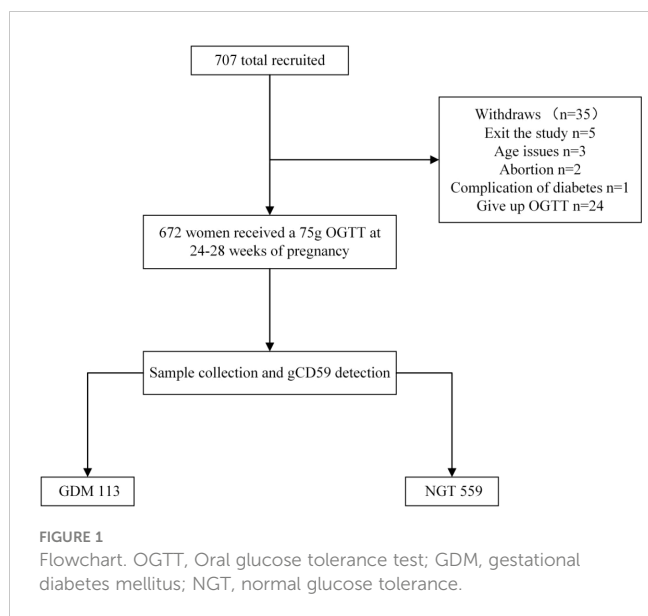 707 total recruited
Withdraws （n=35）
Exit the study n=5
Age issues n=3
Abortion n=2
Complication of diabetes n=1
Give up OGTT n=24
672 women received a 75g OGTT at
24-28 weeks of pregnancy
Sample collection and gCD59 detection
GDM 113
NGT 559
FIGURE 1
Flowchart. OGTT, Oral glucose tolerance test; GDM, gestational
diabetes mellitus; NGT, normal glucose tolerance.